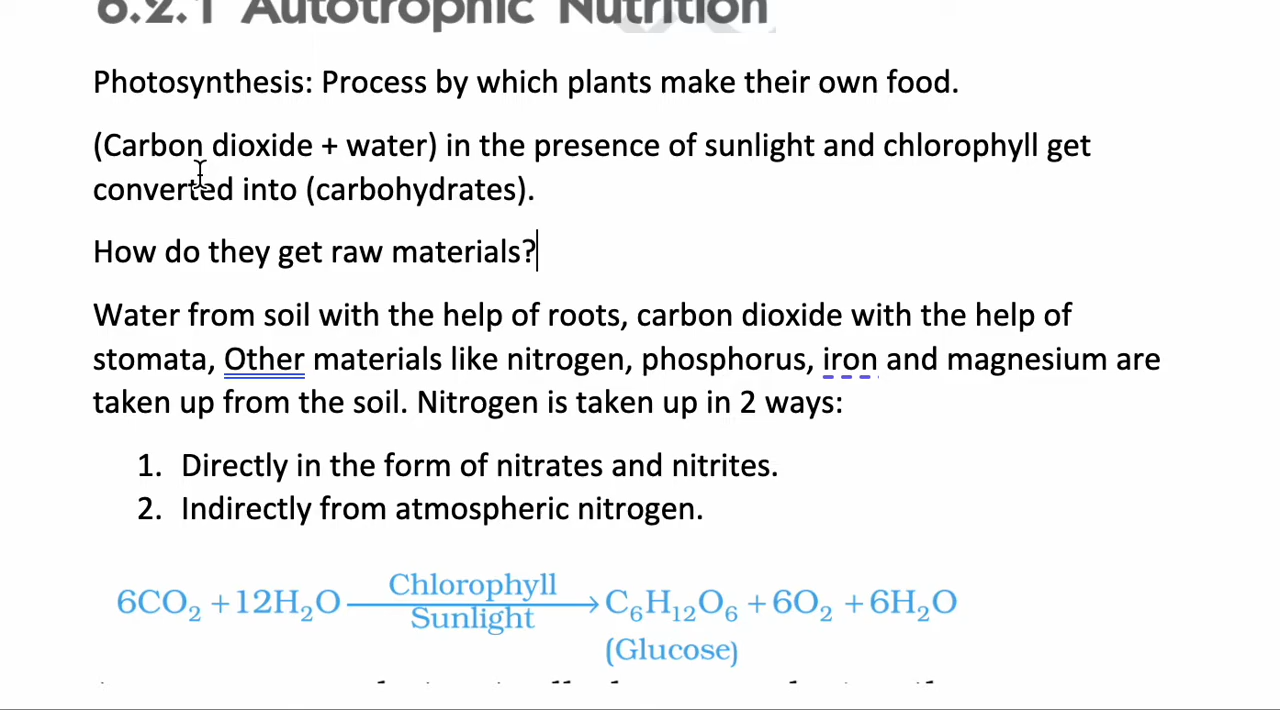 6.2.1 Autotrophic Nutrition
Photosynthesis: Process by which plants make their own food.
(Carbon dioxide + water) in the presence of sunlight and chlorophyll get
converted into (carbohydrates).
How do they get raw materials?
Water from soil with the help of roots, carbon dioxide with the help of
stomata, Other materials like nitrogen, phosphorus, iron and magnesium are
taken up from the soil. Nitrogen is taken up in 2 ways:
1. Directly in the form of nitrates and nitrites.
2. Indirectly from atmospheric nitrogen.
Chlorophyll
6CO₂ + 12H₂O → C₆H₁₂O₆ + 6O₂ + 6H₂O
Sunlight
(Glucose)